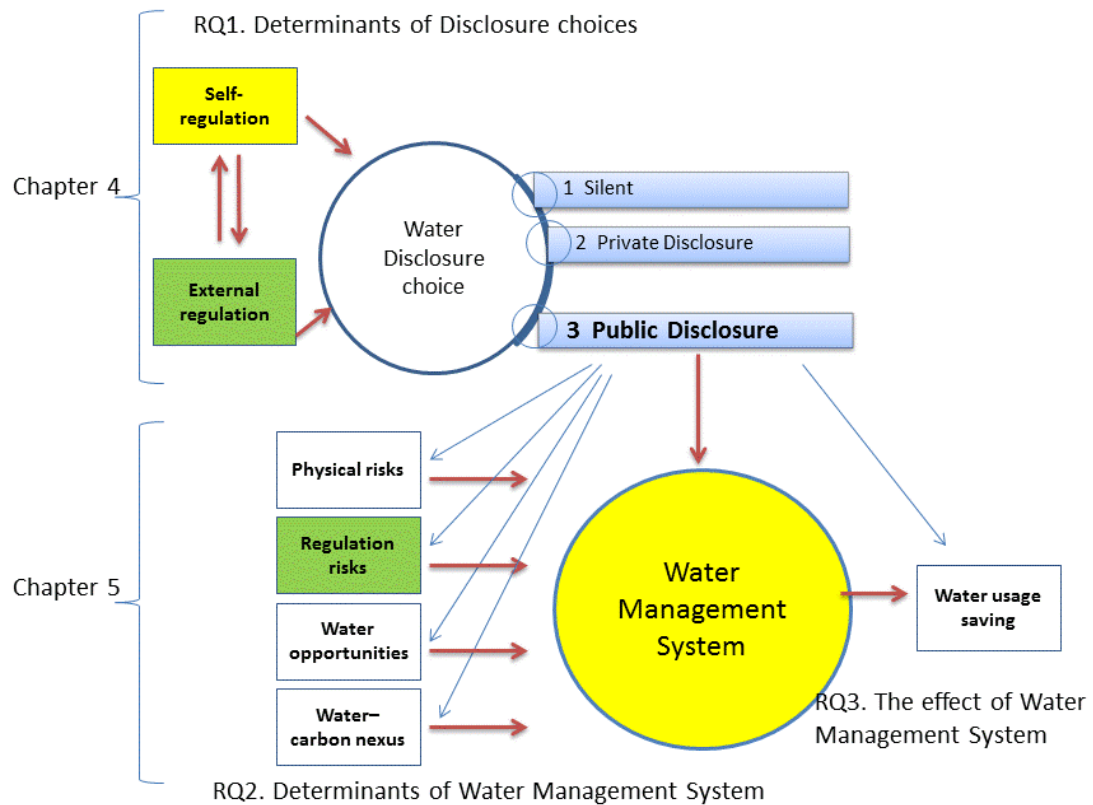 RQ1. Determinants of Disclosure choices
Self-
regulation
Chapter 4
External
regulation
Water
Disclosure
choice
1 Silent
2 Private Disclosure
3 Public Disclosure
Chapter 5
Physical risks
Regulation
risks
Water
opportunities
Water–
carbon nexus
Water
Management
System
Water usage
saving
RQ3. The effect of Water
Management System
RQ2. Determinants of Water Management System